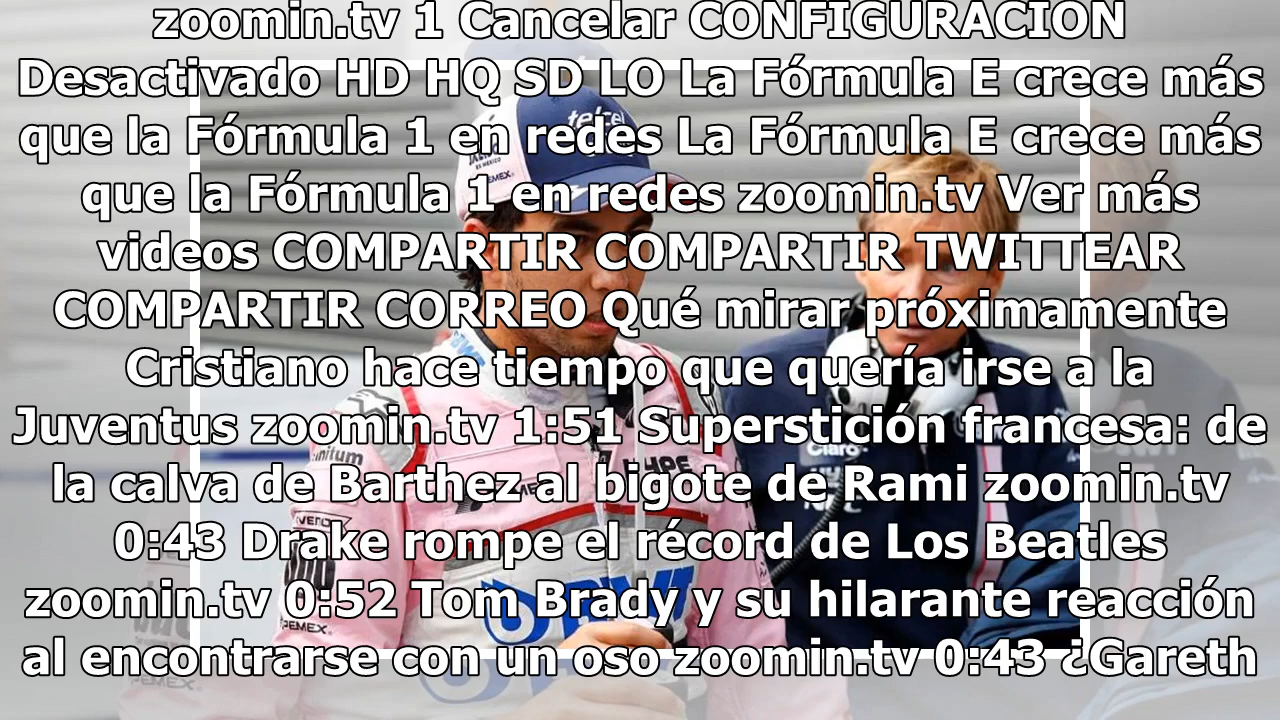 zoomin.tv 1 Cancelar CONFIGURACIÓN
Desactivado HD HQ SD LO La Fórmula E crece más
que la Fórmula 1 en redes La Fórmula E crece más
que la Fórmula 1 en redes zoomin.tv Ver más
videos COMPARTIR COMPARTIR TWITTEAR
COMPARTIR CORREO Qué mirar próximamente
Cristiano hace tiempo que quería irse a la
Juventus zoomin.tv 1:51 Superstición francesa: de
la calva de Barthez al bigote de Rami zoomin.tv
0:43 Drake rompe el récord de Los Beatles
zoomin.tv 0:52 Tom Brady y su hilarante reacción
al encontrarse con un oso zoomin.tv 0:43 ¿Gareth
telcel
PEMEX
Claro
PEMEX